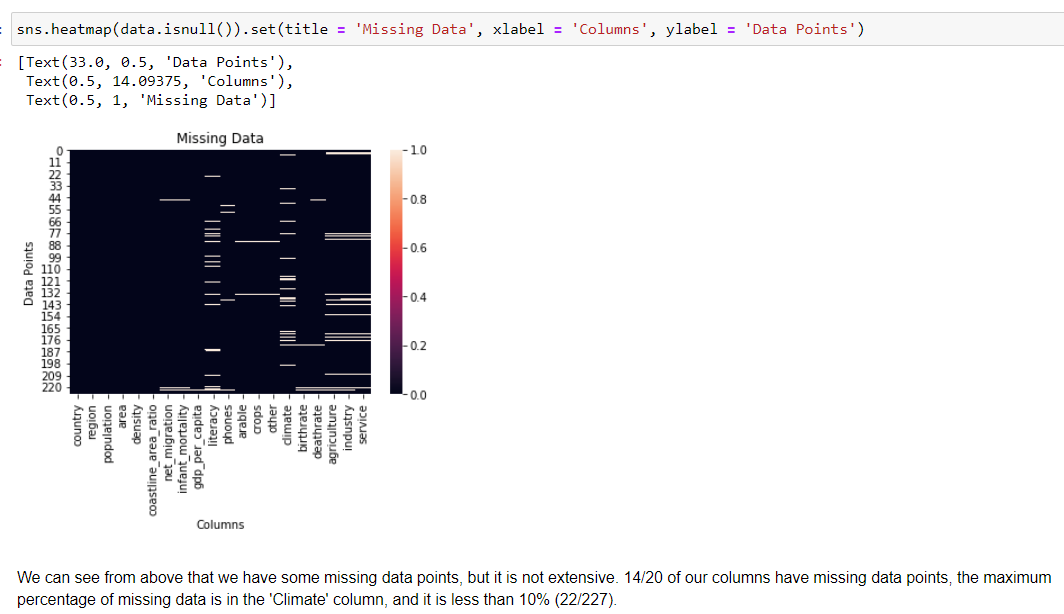 sns.heatmap(data.isnull()).set(title = 'Missing Data', xlabel = 'Columns', ylabel = 'Data Points')
[Text(33.0, 0.5, 'Data Points'),
Text(0.5, 14.09375, 'Columns'),
Text(0.5, 1, 'Missing Data')]
Missing Data
0
11
22
33
44
55
66
77
88
99
110
121
132
143
154
165
176
187
198
209
220
Data Points
1.0
0.8
0.6
0.4
0.2
0.0
country
region
population
area
density
coastline_area_ratio
net_migration
infant_mortality
gdp_per_capita
literacy
phones
arable
crops
other
climate
birthrate
deathrate
agriculture
industry
service
Columns
We can see from above that we have some missing data points, but it is not extensive. 14/20 of our columns have missing data points, the maximum
percentage of missing data is in the 'Climate' column, and it is less than 10% (22/227).